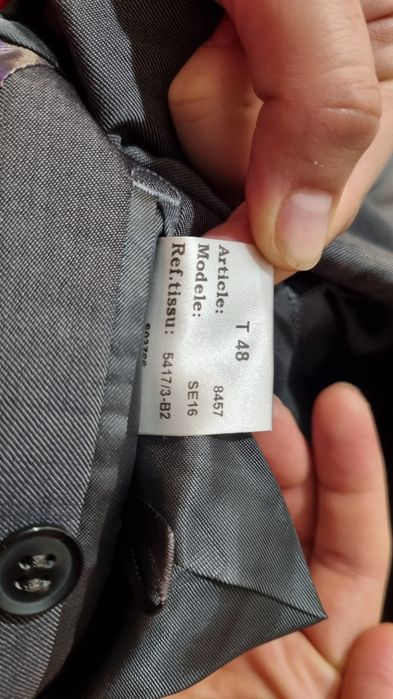 T 48
Article: 8457
Modele: SE16
Ref.tissu: 5417/3-B2